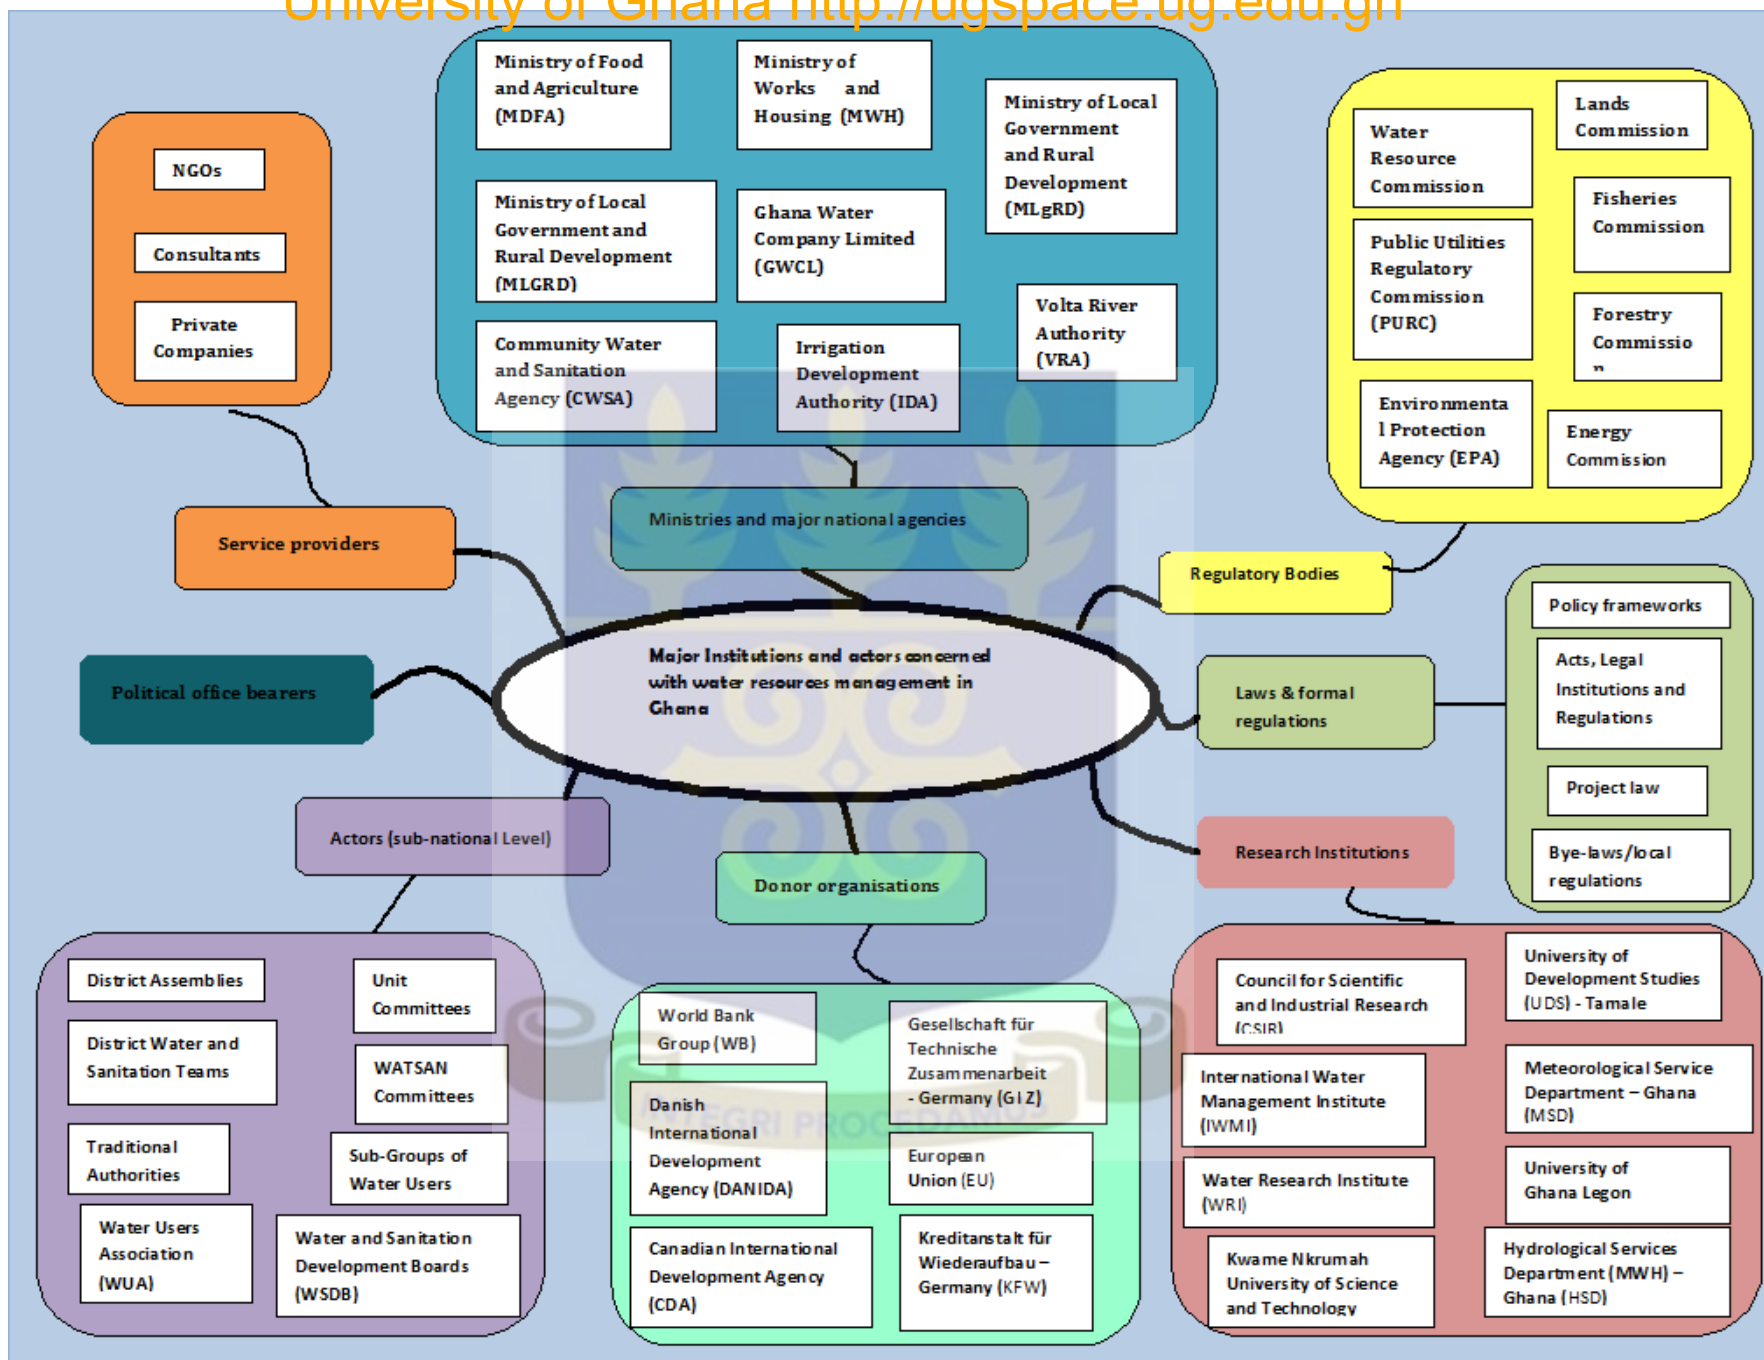 University of Ghana http://ugspace.ug.edu.gh
NGOs
Consultants
Private
Companies
Service providers
Ministry of Food
and Agriculture
(MDFA)
Ministry of
Works and
Housing (MWH)
Ministry of Local
Government
and Rural
Development
(MLgRD)
Ministry of Local
Government and
Rural Development
(MLGRD)
Ghana Water
Company Limited
(GWCL)
Volta River
Authority
(VRA)
Community Water
and Sanitation
Agency (CWSA)
Irrigation
Development
Authority (IDA)
Ministries and major national agencies
Water
Resource
Commission
Lands
Commission
Fisheries
Commission
Public Utilities
Regulatory
Commission
(PURC)
Forestry
Commissio
n
Environmenta
l Protection
Agency (EPA)
Energy
Commission
Regulatory Bodies
Major Institutions and actors concerned
with water resources management in
Ghana
Political office bearers
Laws & formal
regulations
Policy frameworks
Acts, Legal
Institutions and
Regulations
Project law
Bye-laws/local
regulations
Actors (sub-national Level)
District Assemblies
Unit
Committees
District Water and
Sanitation Teams
WATSAN
Committees
Traditional
Authorities
Sub-Groups of
Water Users
Water Users
Association
(WUA)
Water and Sanitation
Development Boards
(WSDB)
Donor organisations
World Bank
Group (WB)
Gesellschaft für
Technische
Zusammenarbeit
- Germany (GIZ)
Danish
International
Development
Agency (DANIDA)
European
Union (EU)
Canadian International
Development Agency
(CDA)
Kreditanstalt für
Wiederaufbau –
Germany (KFW)
INTEGRI PROCEDAMUS
Research Institutions
Council for Scientific
and Industrial Research
(CSIR)
University of
Development Studies
(UDS) - Tamale
International Water
Management Institute
(IWMI)
Meteorological Service
Department – Ghana
(MSD)
Water Research Institute
(WRI)
University of
Ghana Legon
Kwame Nkrumah
University of Science
and Technology
Hydrological Services
Department (MWH) –
Ghana (HSD)